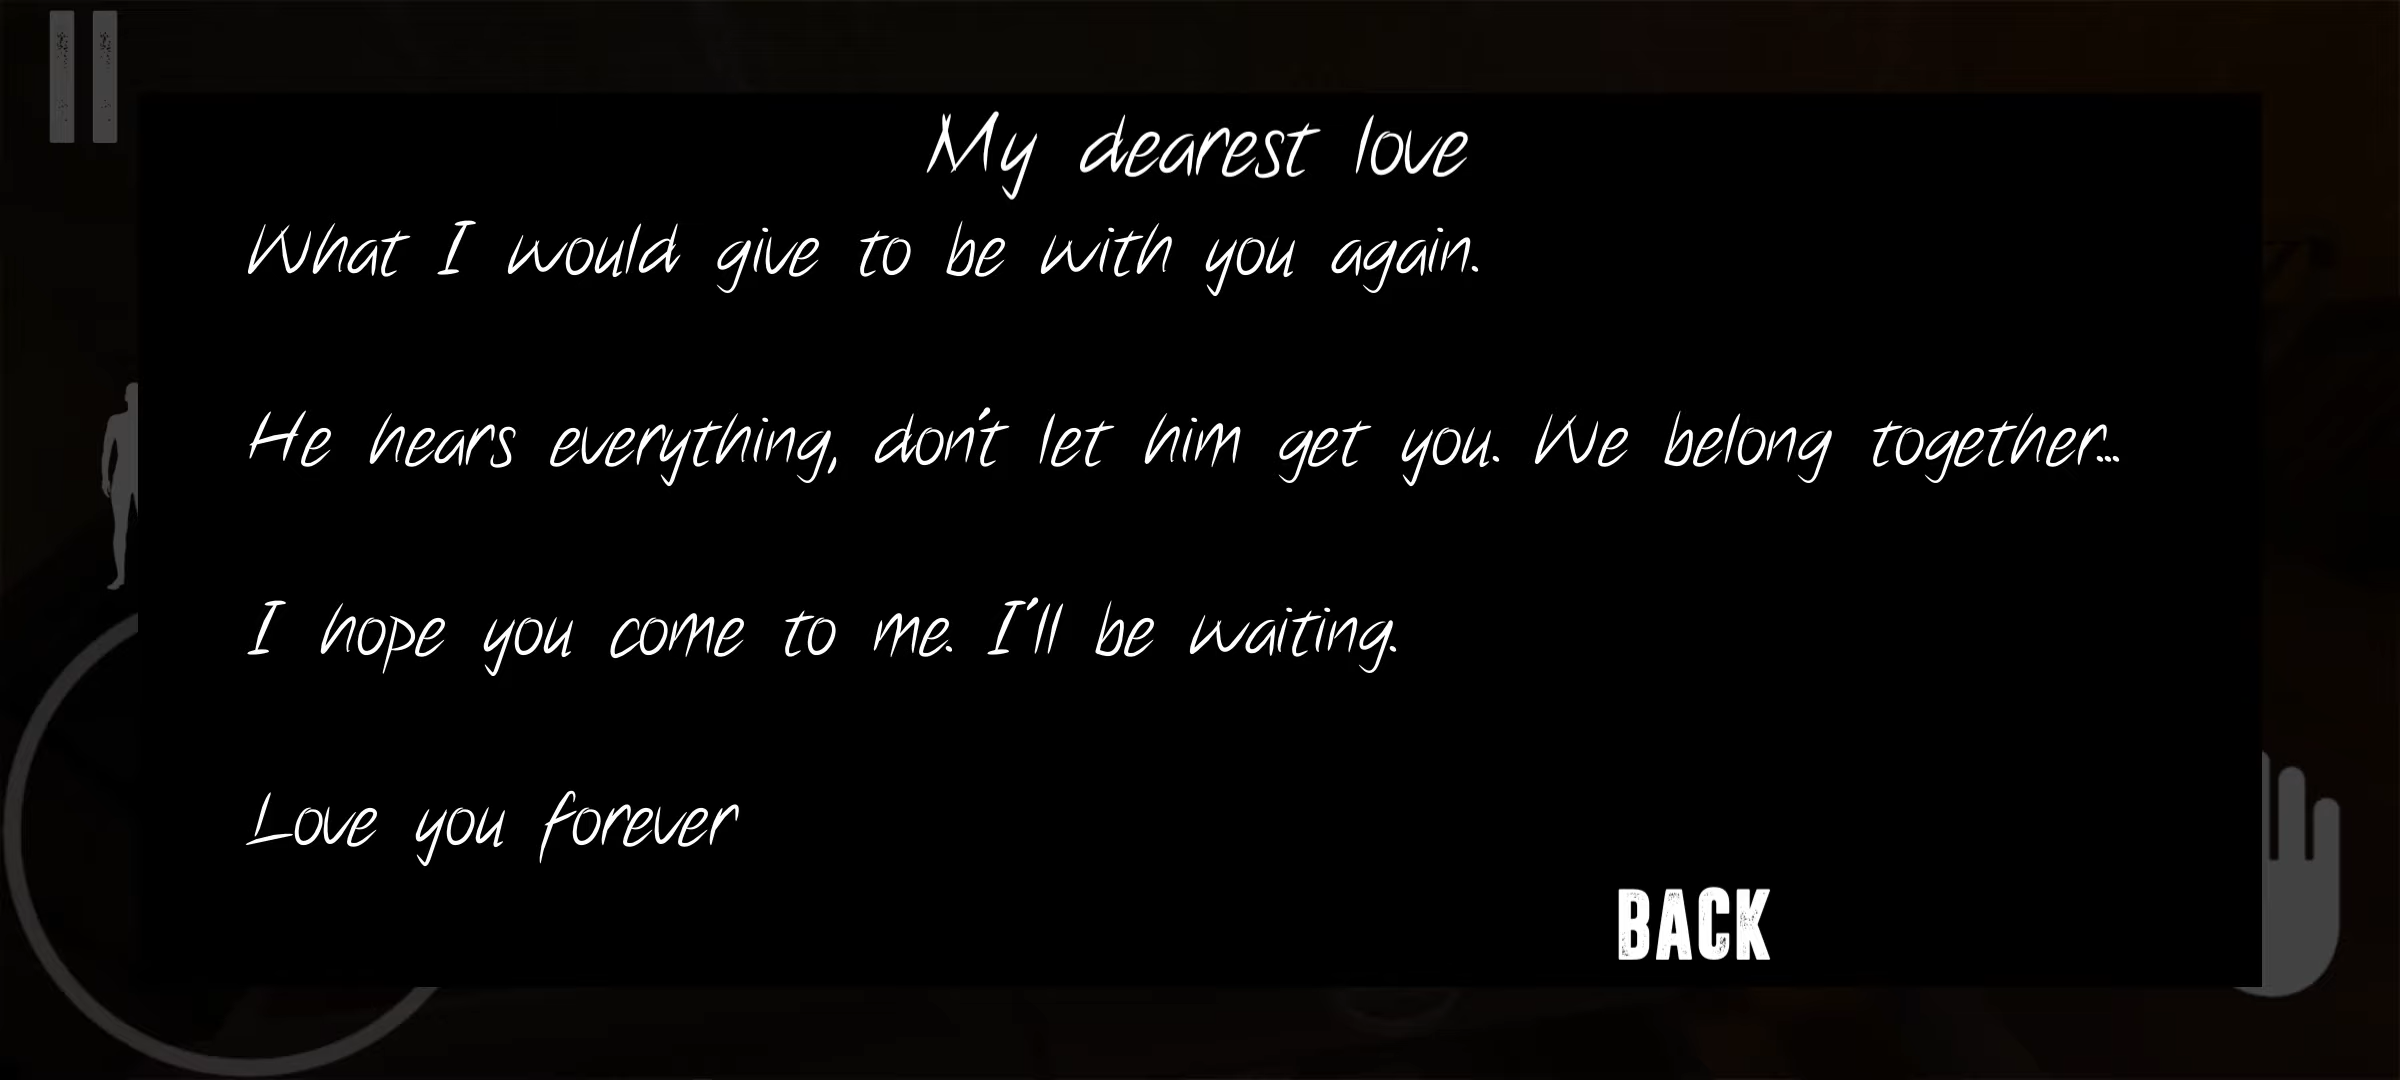 My dearest love
What I would give to be with you again.
He hears everything, don't let him get you. We belong together...
I hope you come to me. I'll be waiting.
Love you forever
BACK